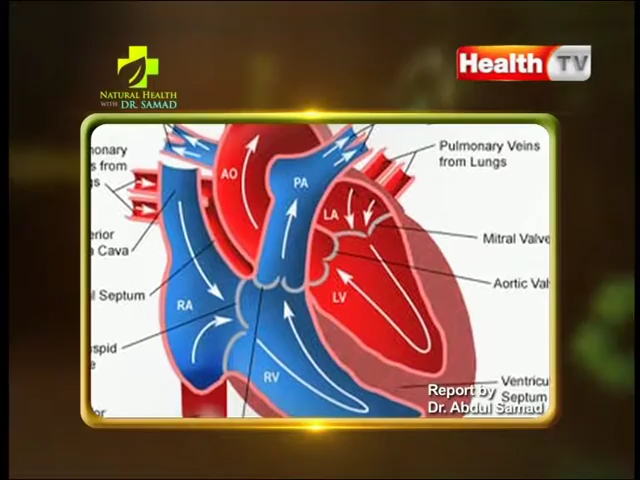 Health TV
NATURAL HEALTH
WITH DR. SAMAD
Pulmonary Veins
from Lungs
AO
PA
LA
Mitral Valve
Septum
RA
LV
RV
Report by
Dr. Abdul Samad
from
Cava
Aortic
Septum